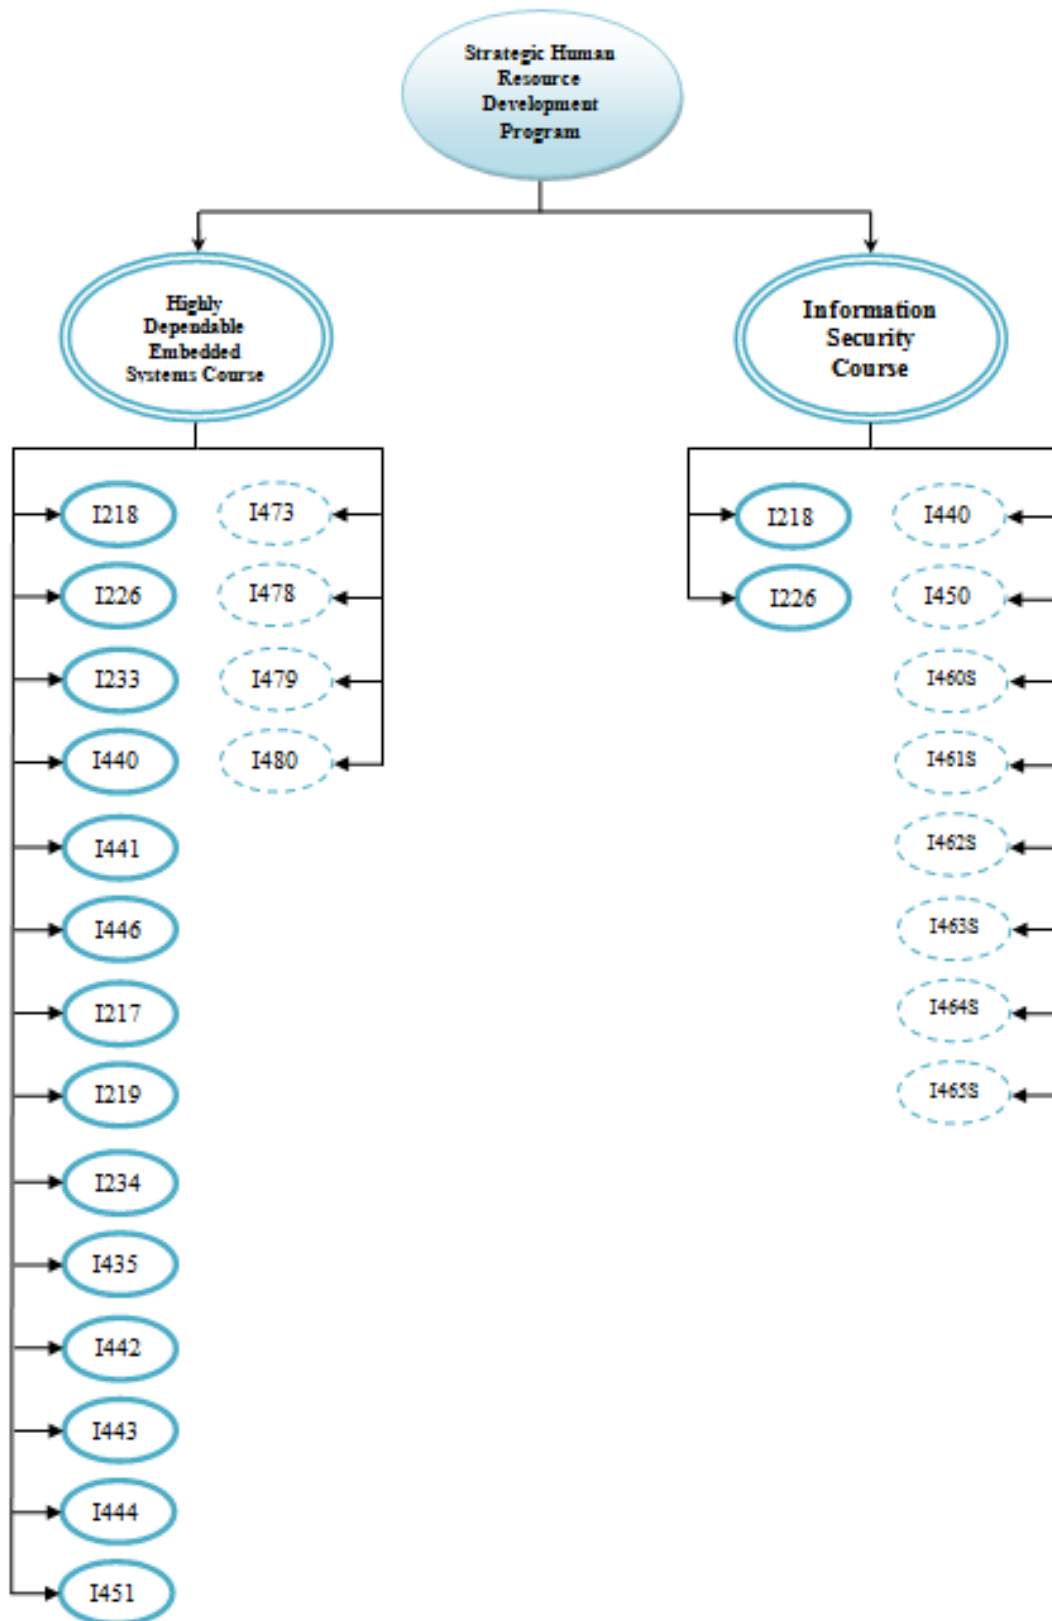 Strategic Human
Resource
Development
Program
Highly
Dependable
Embedded
Systems Course
Information
Security
Course
I218
I226
I233
I440
I441
I446
I217
I219
I234
I435
I442
I443
I444
I451
I473
I478
I479
I480
I218
I226
I440
I450
I460S
I461S
I462S
I463S
I464S
I465S